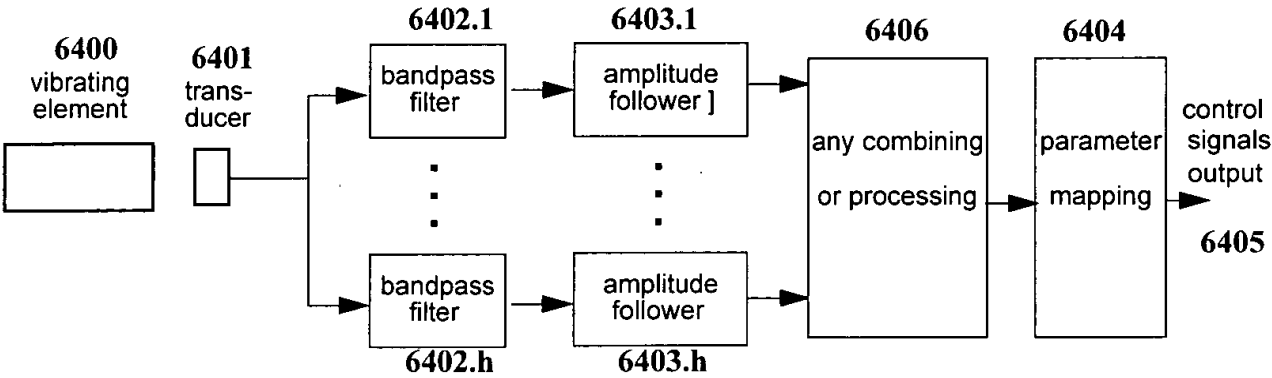 6400
vibrating
element
6401
trans-
ducer
6402.1
bandpass
filter
6403.1
amplitude
follower ]
bandpass
filter
6402.h
amplitude
follower
6403.h
6406
any combining
or processing
6404
parameter
mapping
control
signals
output
6405